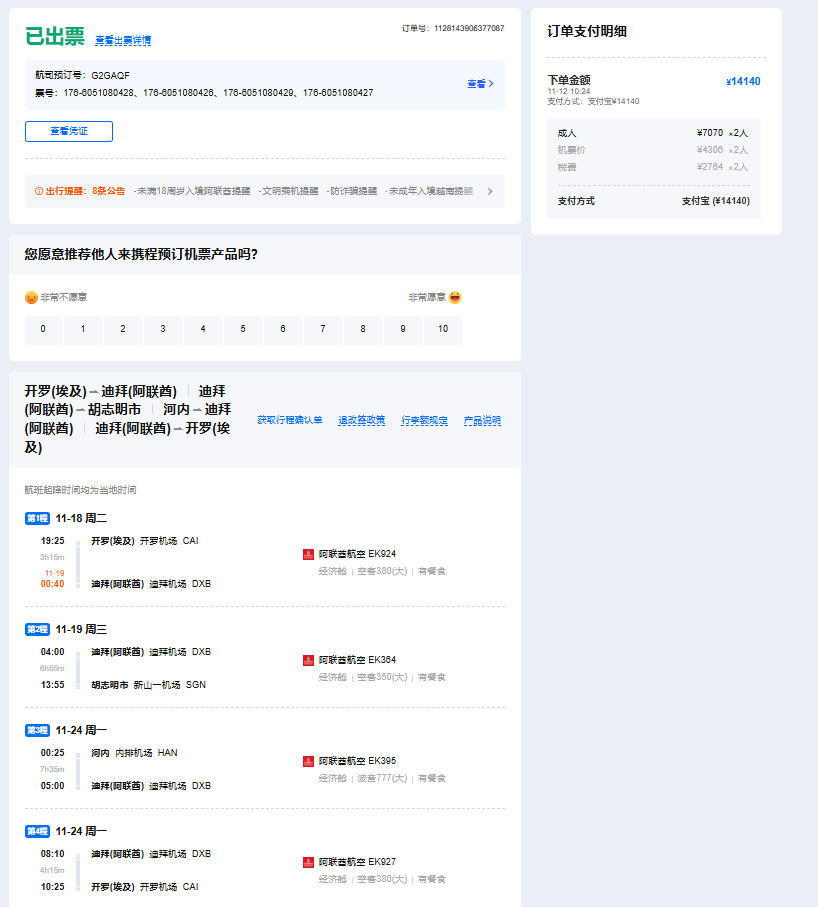 已出票 查看出票详情
订单号：1128143906377087
航司预订号：G2GAQF
票号：176-6051080428、176-6051080426、176-6051080429、176-6051080427
查看
查看凭证
出行提醒：8条公告 ·未满18周岁入境阿联酋提醒 ·文明乘机提醒 ·防诈骗提醒 ·未成年入境越南提醒
您愿意推荐他人来携程预订机票产品吗?
非常不愿意 非常愿意
0 1 2 3 4 5 6 7 8 9 10
开罗(埃及)－迪拜(阿联酋) | 迪拜
(阿联酋)－胡志明市 | 河内－迪拜
(阿联酋) | 迪拜(阿联酋)－开罗(埃
及)
获取行程确认单 退改签政策 行李额规定 产品说明
航班起降时间均为当地时间
第1程 11-18 周二
19:25 开罗(埃及) 开罗机场 CAI
3h15m
11-19
00:40 迪拜(阿联酋) 迪拜机场 DXB
阿联酋航空 EK924
经济舱 | 空客380(大) | 有餐食
第2程 11-19 周三
04:00 迪拜(阿联酋) 迪拜机场 DXB
6h55m
13:55 胡志明市 新山一机场 SGN
阿联酋航空 EK364
经济舱 | 空客350(大) | 有餐食
第3程 11-24 周一
00:25 河内 内排机场 HAN
7h35m
05:00 迪拜(阿联酋) 迪拜机场 DXB
阿联酋航空 EK395
经济舱 | 波音777(大) | 有餐食
第4程 11-24 周一
08:10 迪拜(阿联酋) 迪拜机场 DXB
4h15m
10:25 开罗(埃及) 开罗机场 CAI
阿联酋航空 EK927
经济舱 | 空客380(大) | 有餐食
订单支付明细
下单金额 ¥14140
11-12 10:24
支付方式：支付宝¥14140
成人 ¥7070 ×2人
机票价 ¥4306 ×2人
税费 ¥2764 ×2人
支付方式 支付宝 (¥14140)